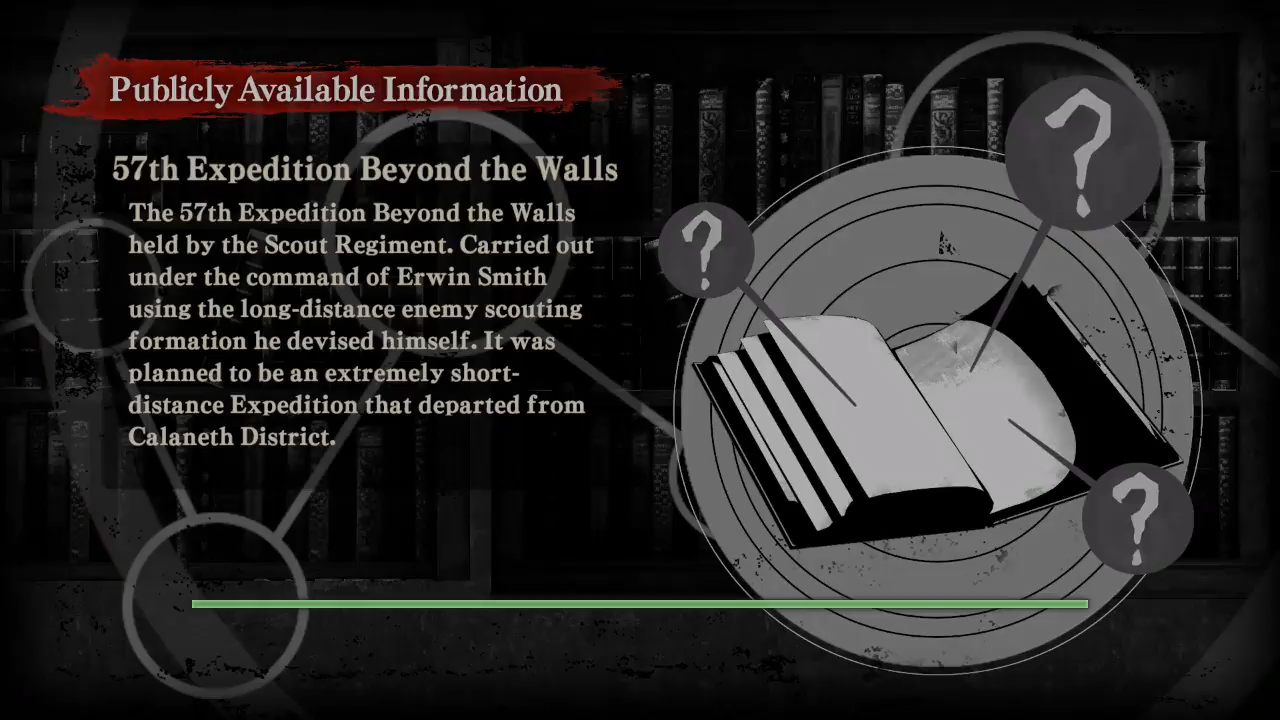 Publicly Available Information
57th Expedition Beyond the Walls
The 57th Expedition Beyond the Walls
held by the Scout Regiment. Carried out
under the command of Erwin Smith
using the long-distance enemy scouting
formation he devised himself. It was
planned to be an extremely short-
distance Expedition that departed from
Calaneth District.
?
?
?